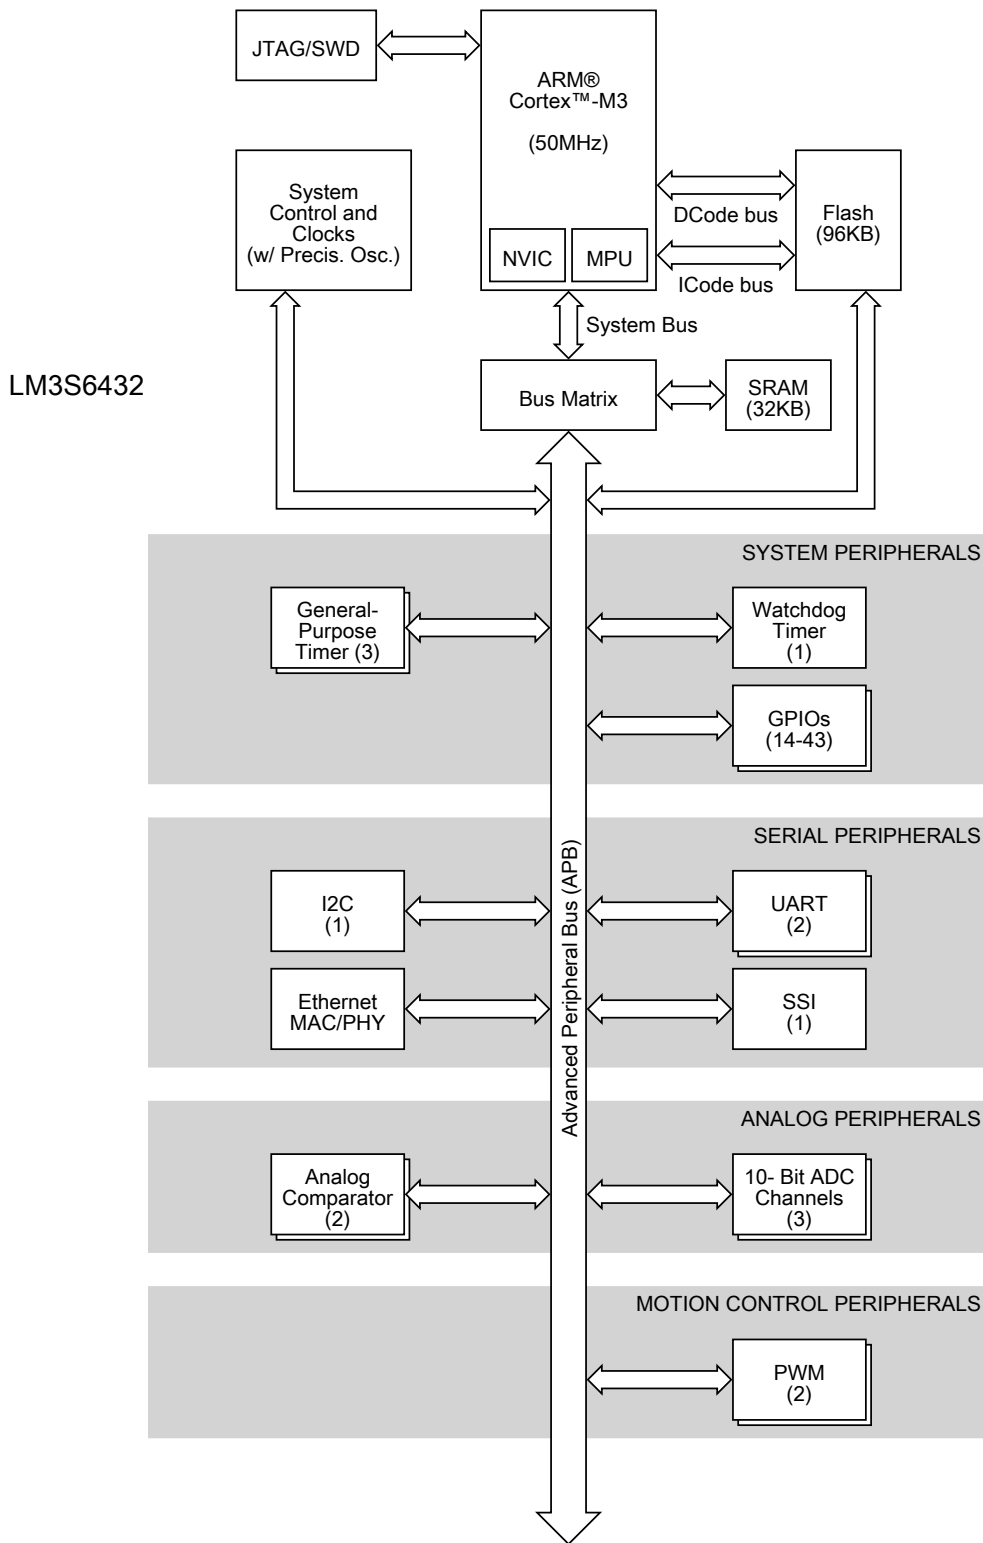 JTAG/SWD
ARM®
Cortex™-M3
(50MHz)
System
Control and
Clocks
(w/ Precis. Osc.)
DCode bus
Flash
(96KB)
NVIC
MPU
ICode bus
System Bus
LM3S6432
Bus Matrix
SRAM
(32KB)
SYSTEM PERIPHERALS
General-
Purpose
Timer (3)
Watchdog
Timer
(1)
GPIOs
(14-43)
Advanced Peripheral Bus (APB)
SERIAL PERIPHERALS
I2C
(1)
UART
(2)
Ethernet
MAC/PHY
SSI
(1)
ANALOG PERIPHERALS
Analog
Comparator
(2)
10- Bit ADC
Channels
(3)
MOTION CONTROL PERIPHERALS
PWM
(2)